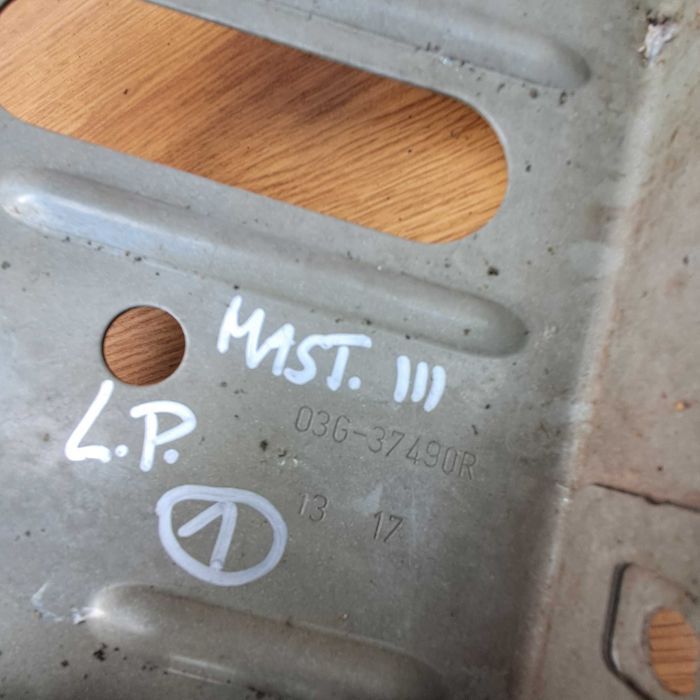 MAST. III
L.P.
03G-37490R
1
13 17